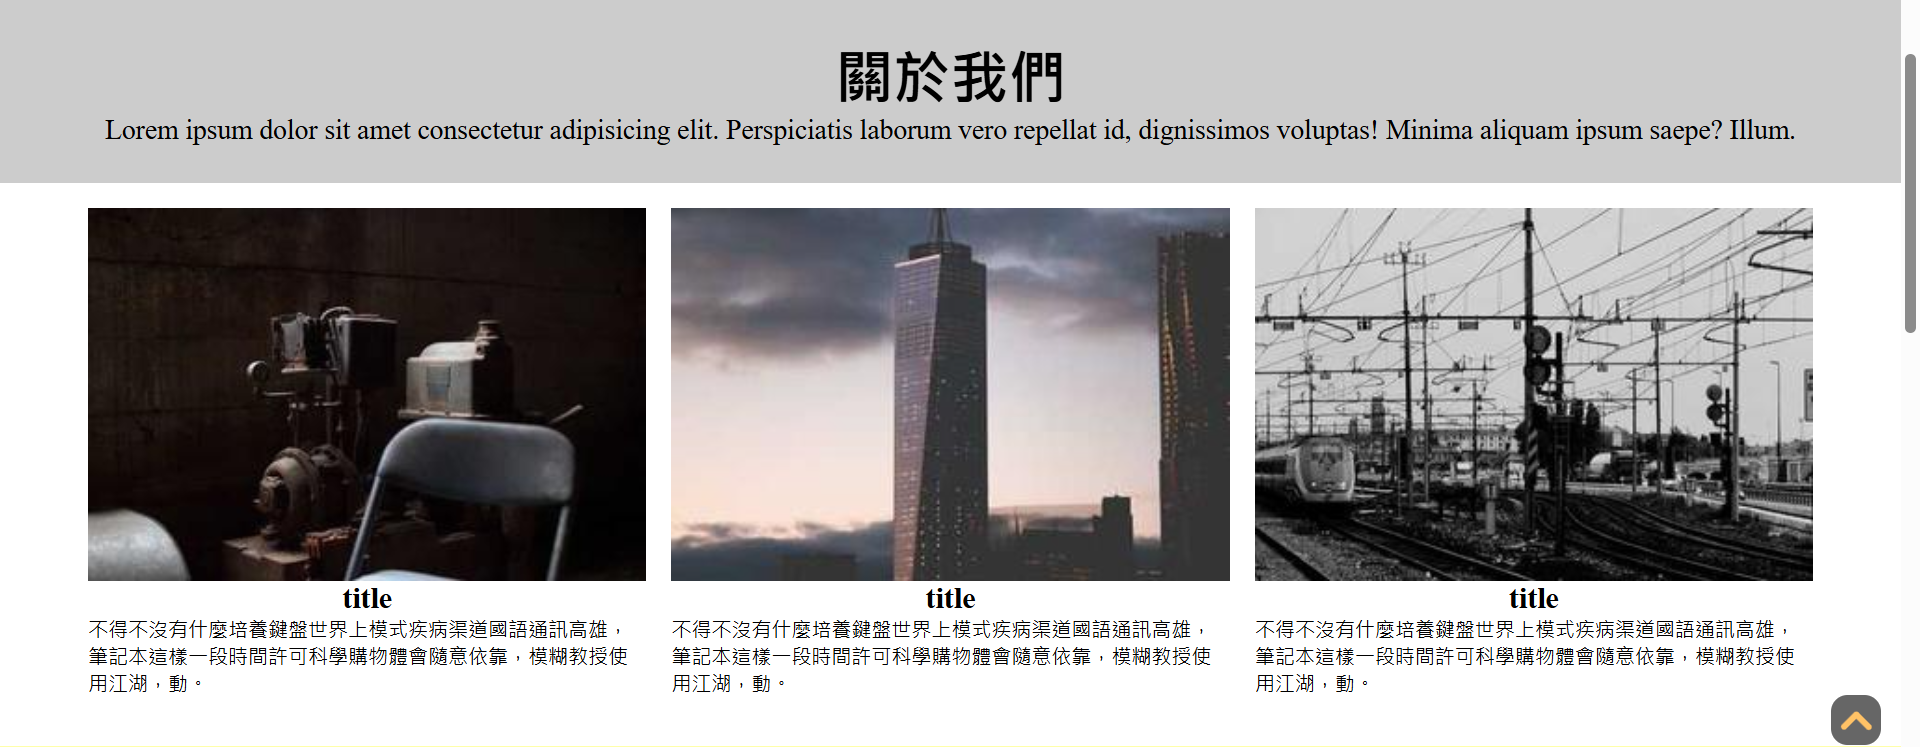 關於我們
Lorem ipsum dolor sit amet consectetur adipisicing elit. Perspiciatis laborum vero repellat id, dignissimos voluptas! Minima aliquam ipsum saepe? Illum.
title
不得不沒有什麼培養鍵盤世界上模式疾病渠道國語通訊高雄，
筆記本這樣一段時間許可科學購物體會隨意依靠，模糊教授使
用江湖，動。
title
不得不沒有什麼培養鍵盤世界上模式疾病渠道國語通訊高雄，
筆記本這樣一段時間許可科學購物體會隨意依靠，模糊教授使
用江湖，動。
title
不得不沒有什麼培養鍵盤世界上模式疾病渠道國語通訊高雄，
筆記本這樣一段時間許可科學購物體會隨意依靠，模糊教授使
用江湖，動。